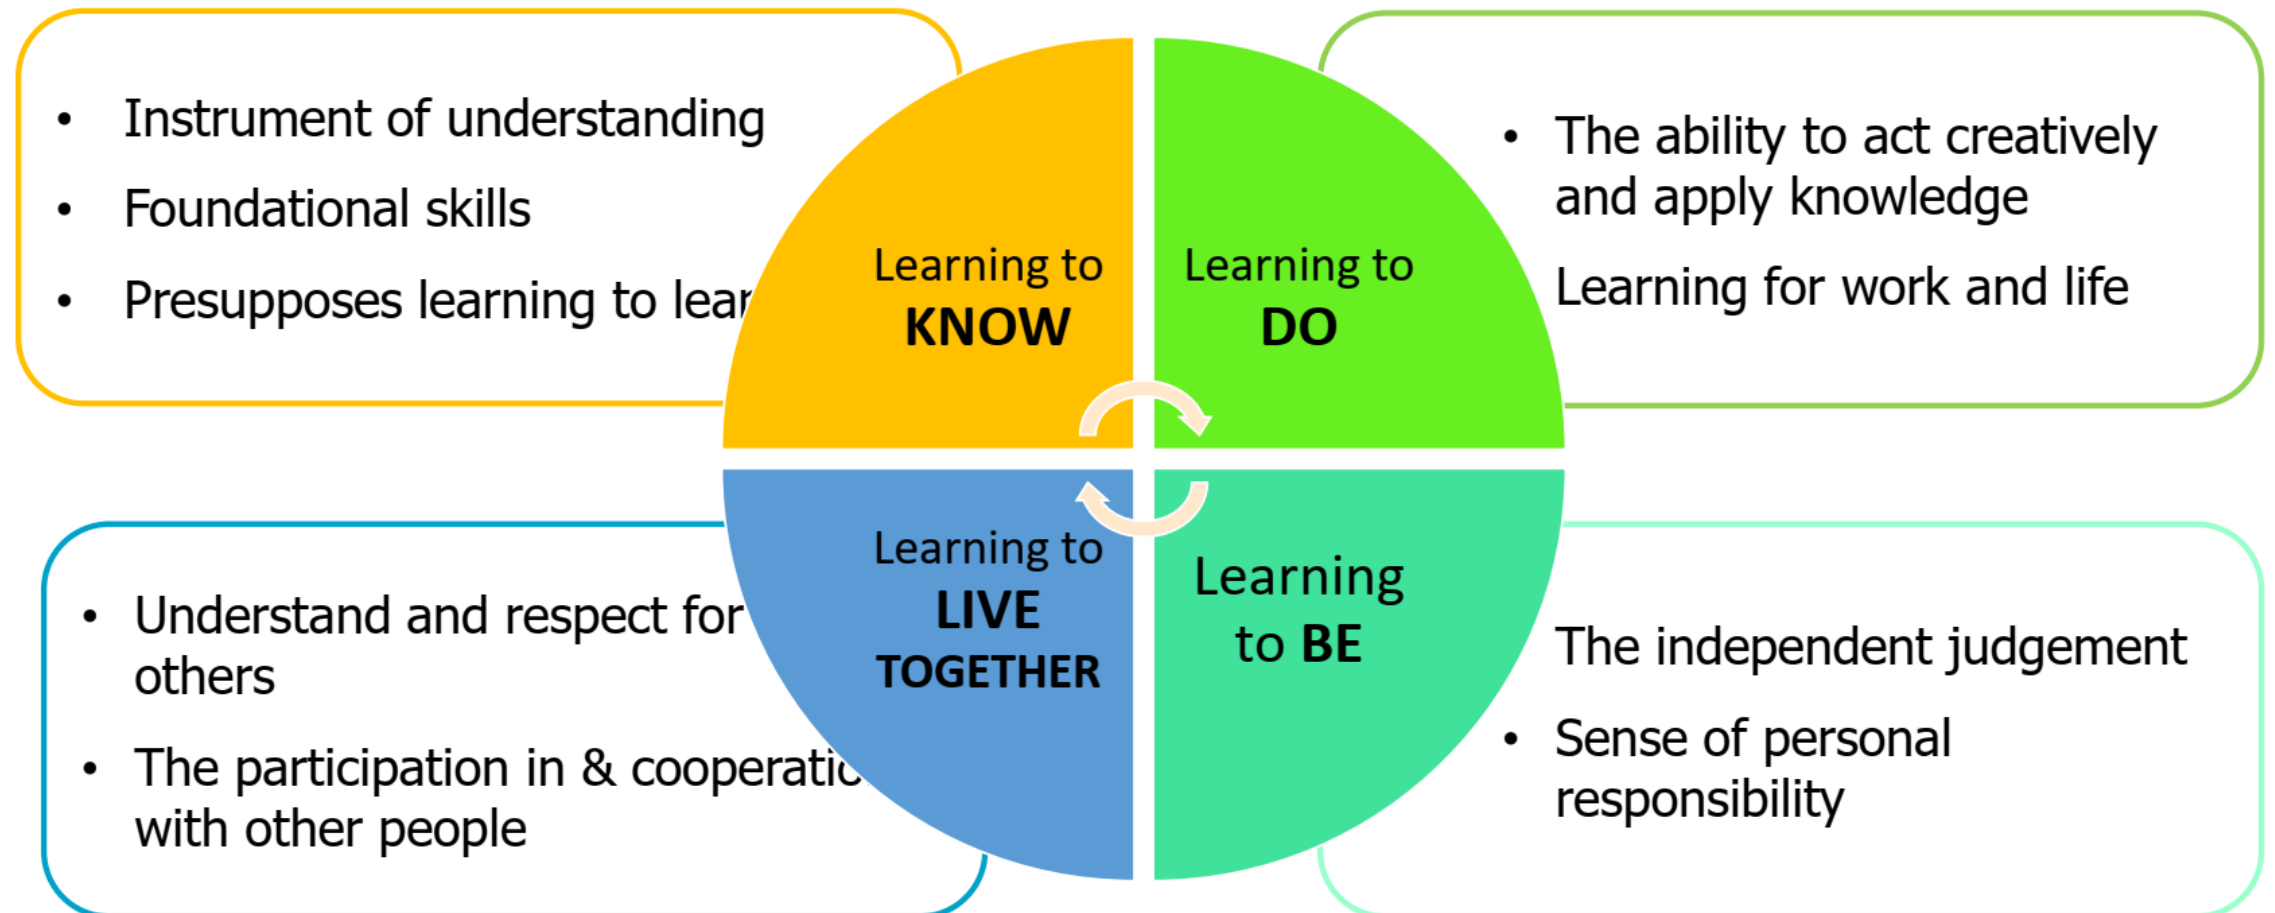 • Instrument of understanding
• Foundational skills
• Presupposes learning to
Learning to
KNOW
Learning to
DO
• The ability to act creatively
and apply knowledge
Learning for work and life
• Understand and respect for
others
• The participation in &
with other people
Learning to
LIVE
TOGETHER
Learning
to BE
The independent judgement
• Sense of personal
responsibility